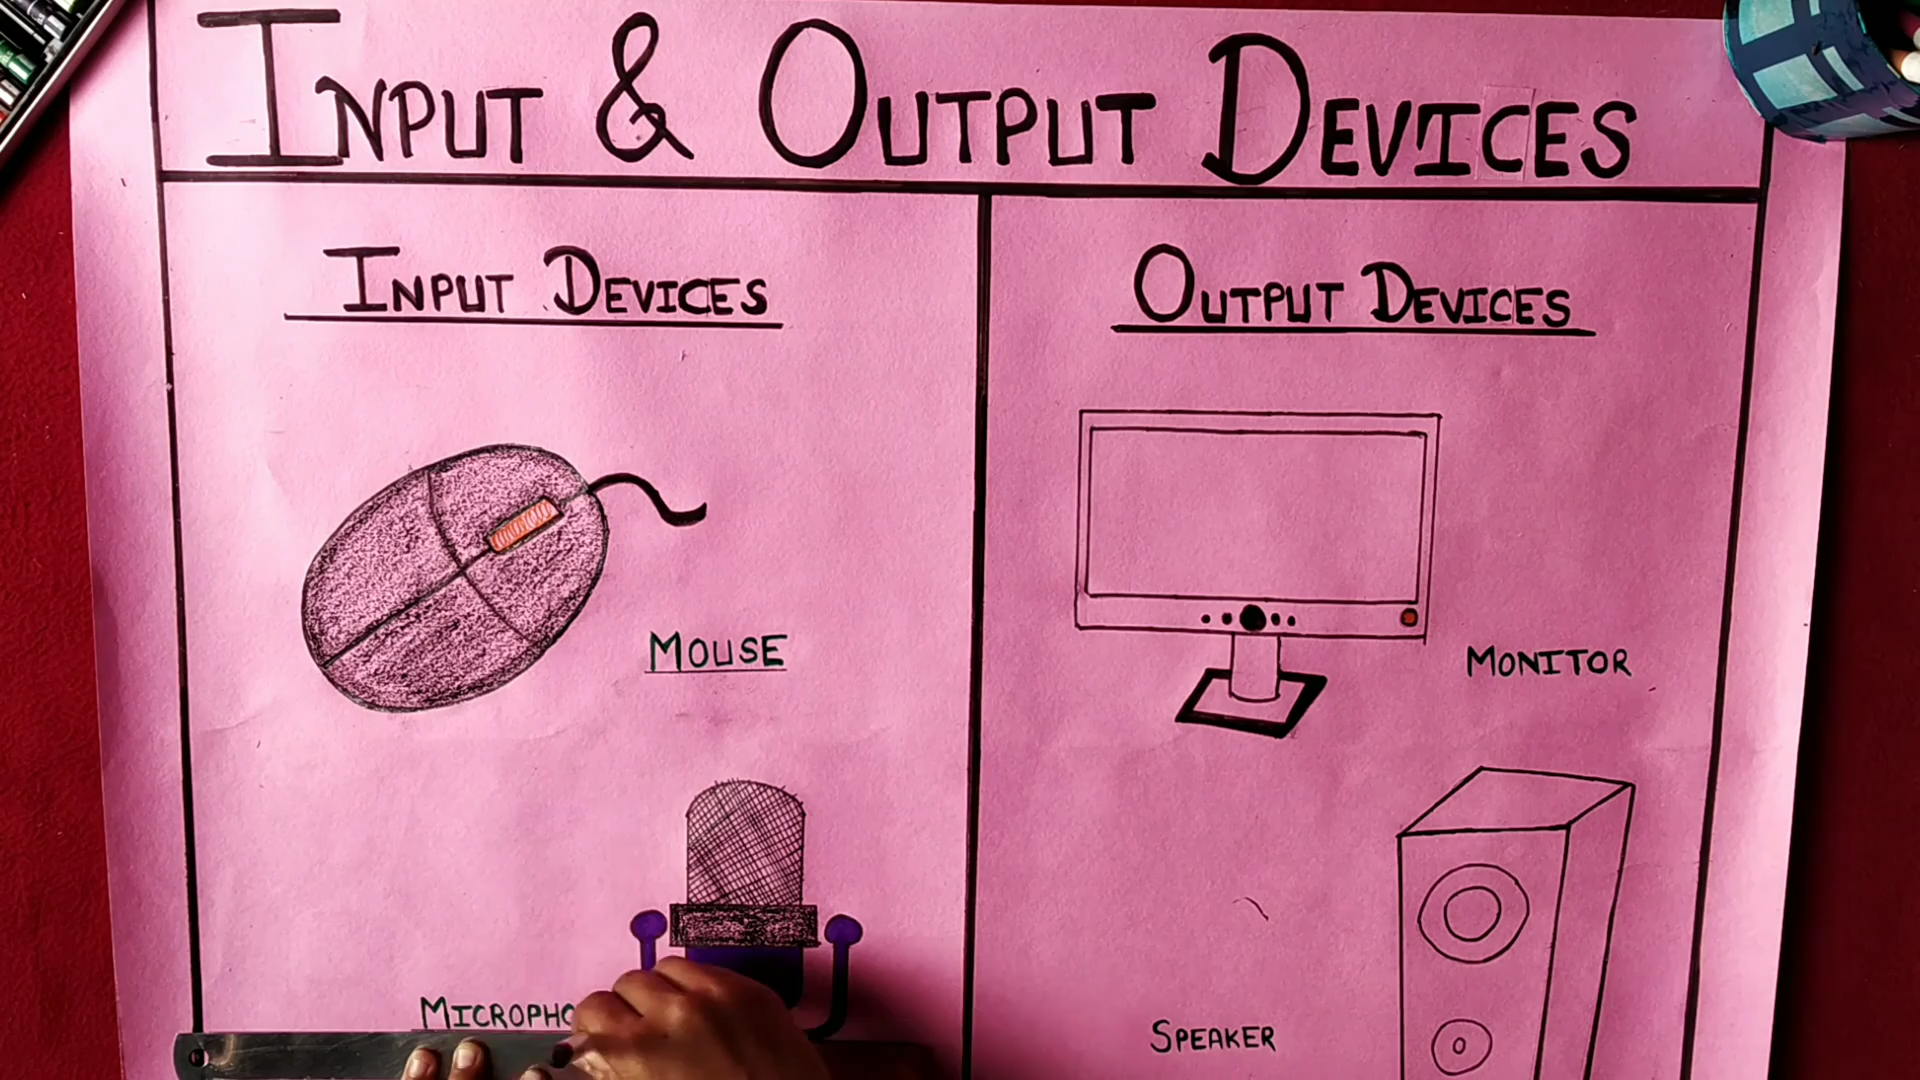 INPUT & OUTPUT DEVICES
INPUT DEVICES
OUTPUT DEVICES
MOUSE
MONITOR
SPEAKER